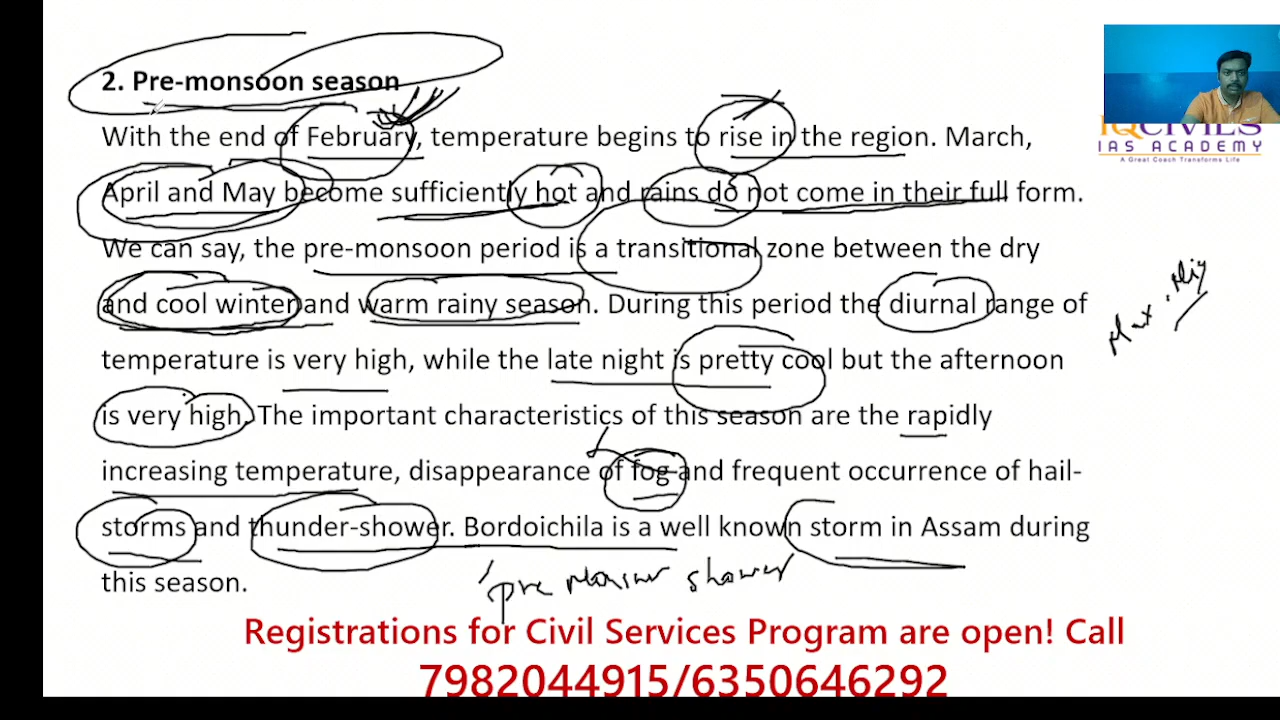 2. Pre-monsoon season
With the end of February, temperature begins to rise in the region. March,
April and May become sufficiently hot and rains do not come in their full form.
We can say, the pre-monsoon period is a transitional zone between the dry
and cool winter and warm rainy season. During this period the diurnal range of
temperature is very high, while the late night is pretty cool but the afternoon
is very high. The important characteristics of this season are the rapidly
increasing temperature, disappearance of fog and frequent occurrence of hail-
storms and thunder-shower. Bordoichila is a well known storm in Assam during
this season.
pre Monsoon shower
Max.
IQCIVILS
IAS ACADEMY
A Great Coach Transforms Life
Registrations for Civil Services Program are open! Call
7982044915/6350646292